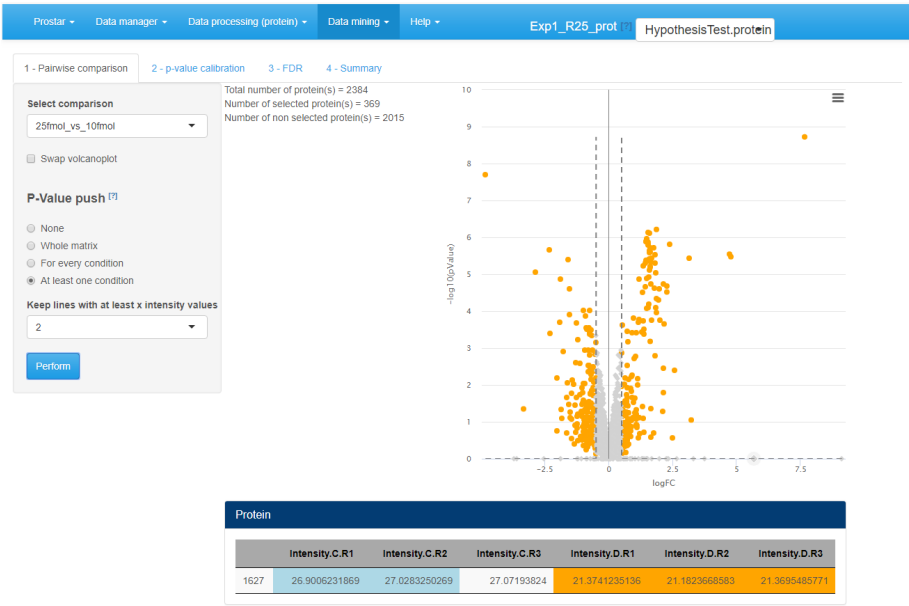 Prostar Data manager Data processing (protein) Data mining Help Exp1_R25_prot [?] HypothesisTest.protein
1 - Pairwise comparison 2 - p-value calibration 3 - FDR 4 - Summary
Select comparison
25fmol_vs_10fmol
Swap volcanoplot
P-Value push [?]
None
Whole matrix
For every condition
At least one condition
Keep lines with at least x intensity values
2
Perform
Total number of protein(s) = 2384
Number of selected protein(s) = 369
Number of non selected protein(s) = 2015
10
9
8
7
6
5
4
3
2
1
0
-log10(pValue)
-2.5 0 2.5 5 7.5
logFC
Protein
Intensity.C.R1 Intensity.C.R2 Intensity.C.R3 Intensity.D.R1 Intensity.D.R2 Intensity.D.R3
1627 26.9006231869 27.0283250269 27.07193824 21.3741235136 21.1823668583 21.3695485771